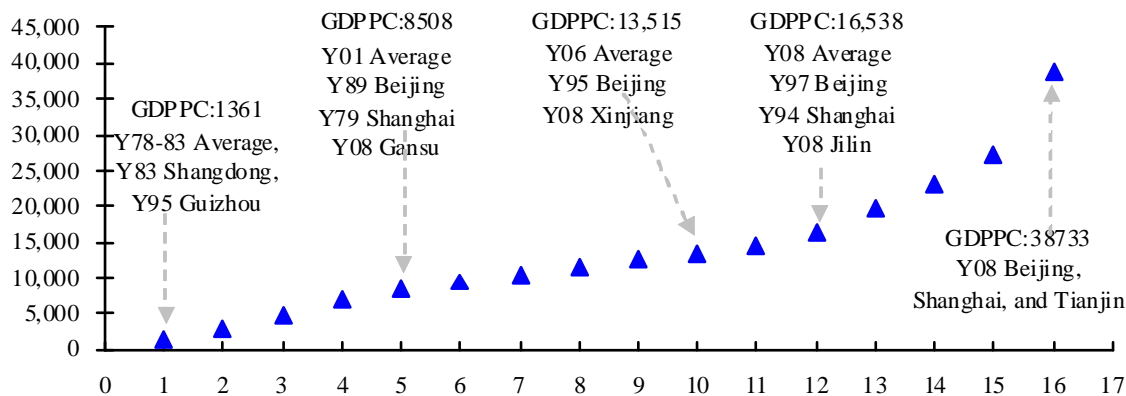 45,000
40,000
35,000
30,000
25,000
20,000
15,000
10,000
5,000
0
GDPPC:1361
Y78-83 Average,
Y83 Shangdong,
Y95 Guizhou
GDPPC:8508
Y01 Average
Y89 Beijing
Y79 Shanghai
Y08 Gansu
GDPPC:13,515
Y06 Average
Y95 Beijing
Y08 Xinjiang
GDPPC:16,538
Y08 Average
Y97 Beijing
Y94 Shanghai
Y08 Jilin
GDPPC:38733
Y08 Beijing,
Shanghai, and Tianjin
0 1 2 3 4 5 6 7 8 9 10 11 12 13 14 15 16 17